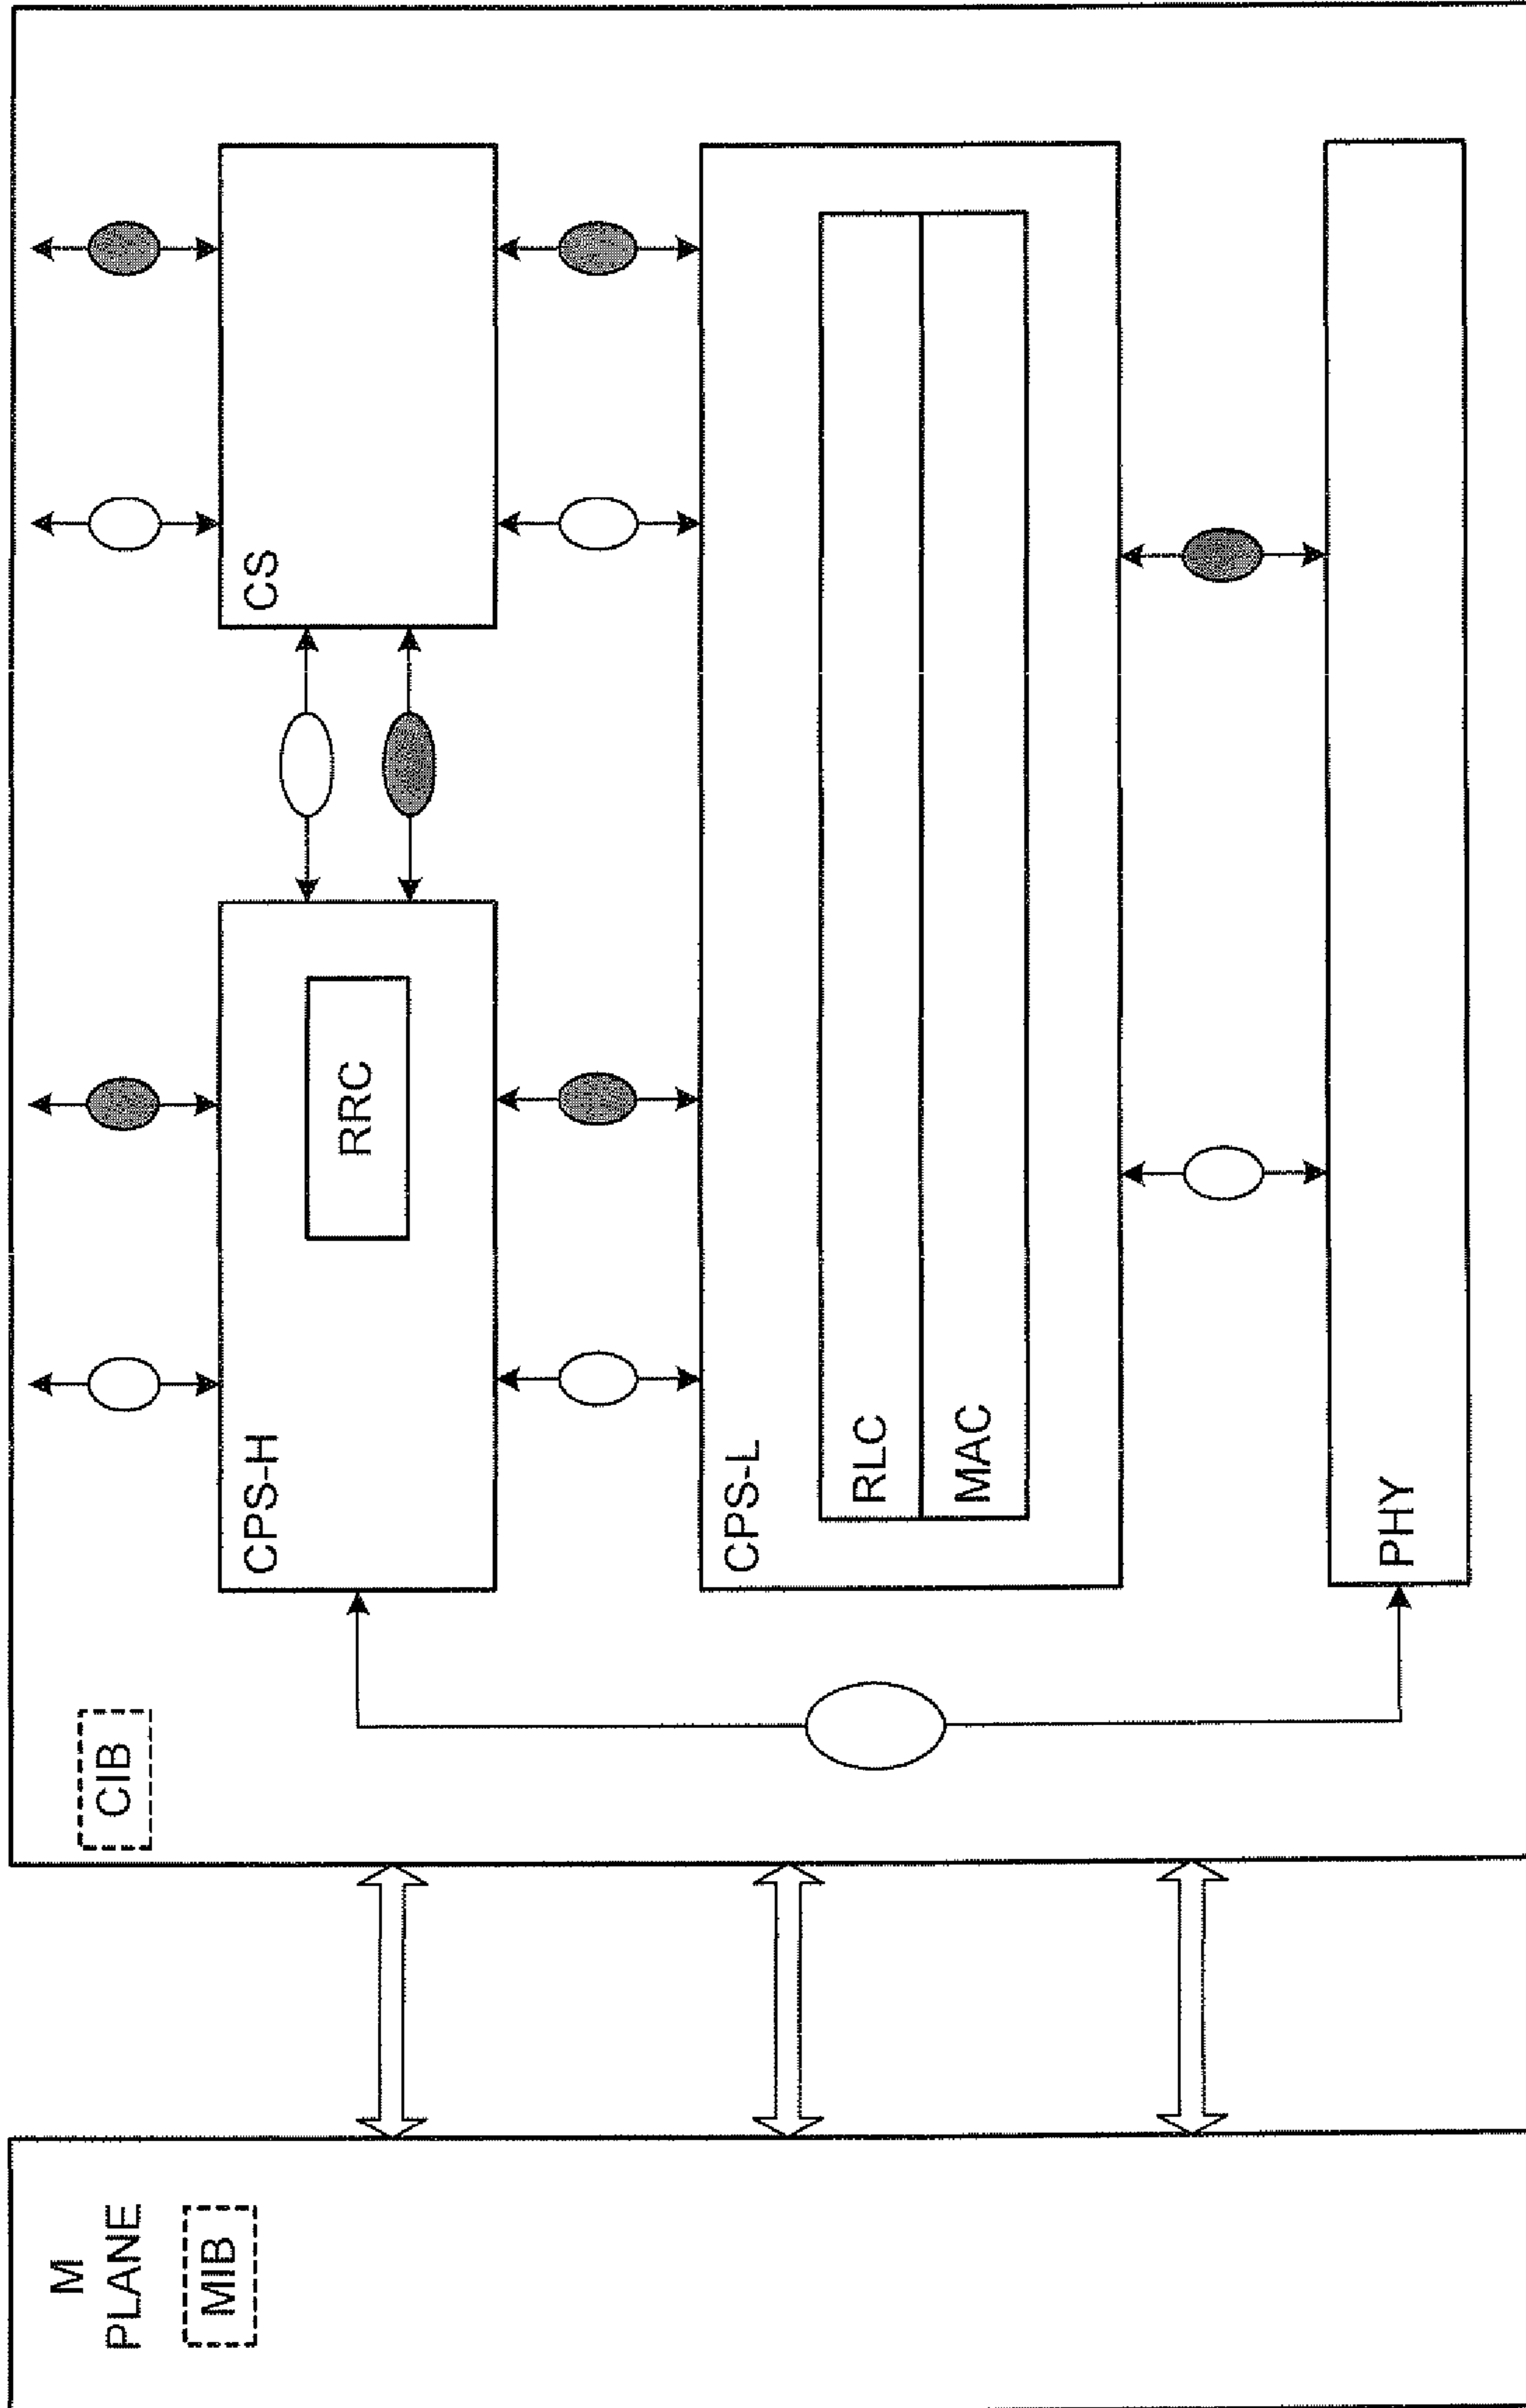 M
PLANE
MIB
CIB
CPS-H
RRC
CS
CPS-L
RLC
MAC
PHY